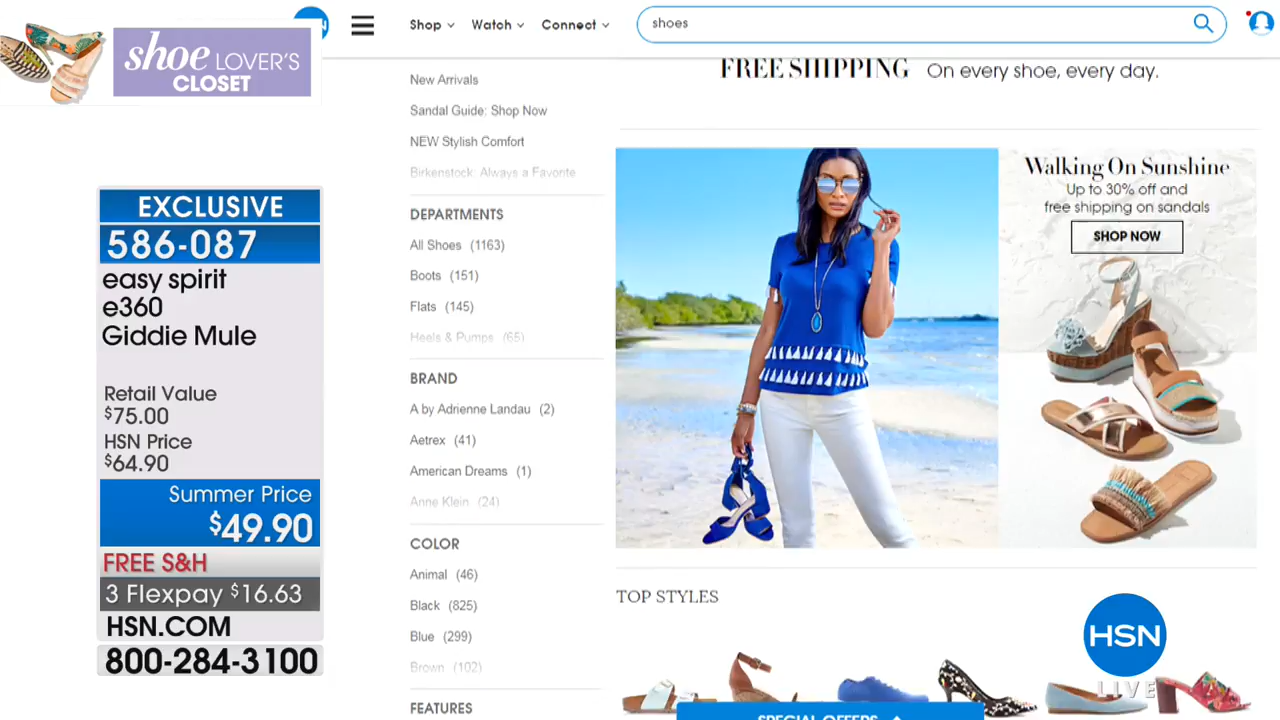 shoe LOVER'S
CLOSET
EXCLUSIVE
586-087
easy spirit
e360
Giddie Mule
Retail Value
$75.00
HSN Price
$64.90
Summer Price
$49.90
FREE S&H
3 Flexpay $16.63
HSN.COM
800-284-3100
Shop
Watch
Connect
shoes
New Arrivals
Sandal Guide: Shop Now
NEW Stylish Comfort
Birkenstock: Always a Favorite
DEPARTMENTS
All Shoes (1163)
Boots (151)
Flats (145)
Heels & Pumps (65)
BRAND
A by Adrienne Landau (2)
Aetrex (41)
American Dreams (1)
Anne Klein (24)
COLOR
Animal (46)
Black (825)
Blue (299)
Brown (102)
FEATURES
FREE SHIPPING On every shoe, every day.
Walking On Sunshine
Up to 30% off and
free shipping on sandals
SHOP NOW
TOP STYLES
SPECIAL OFFERS
HSN
LIVE